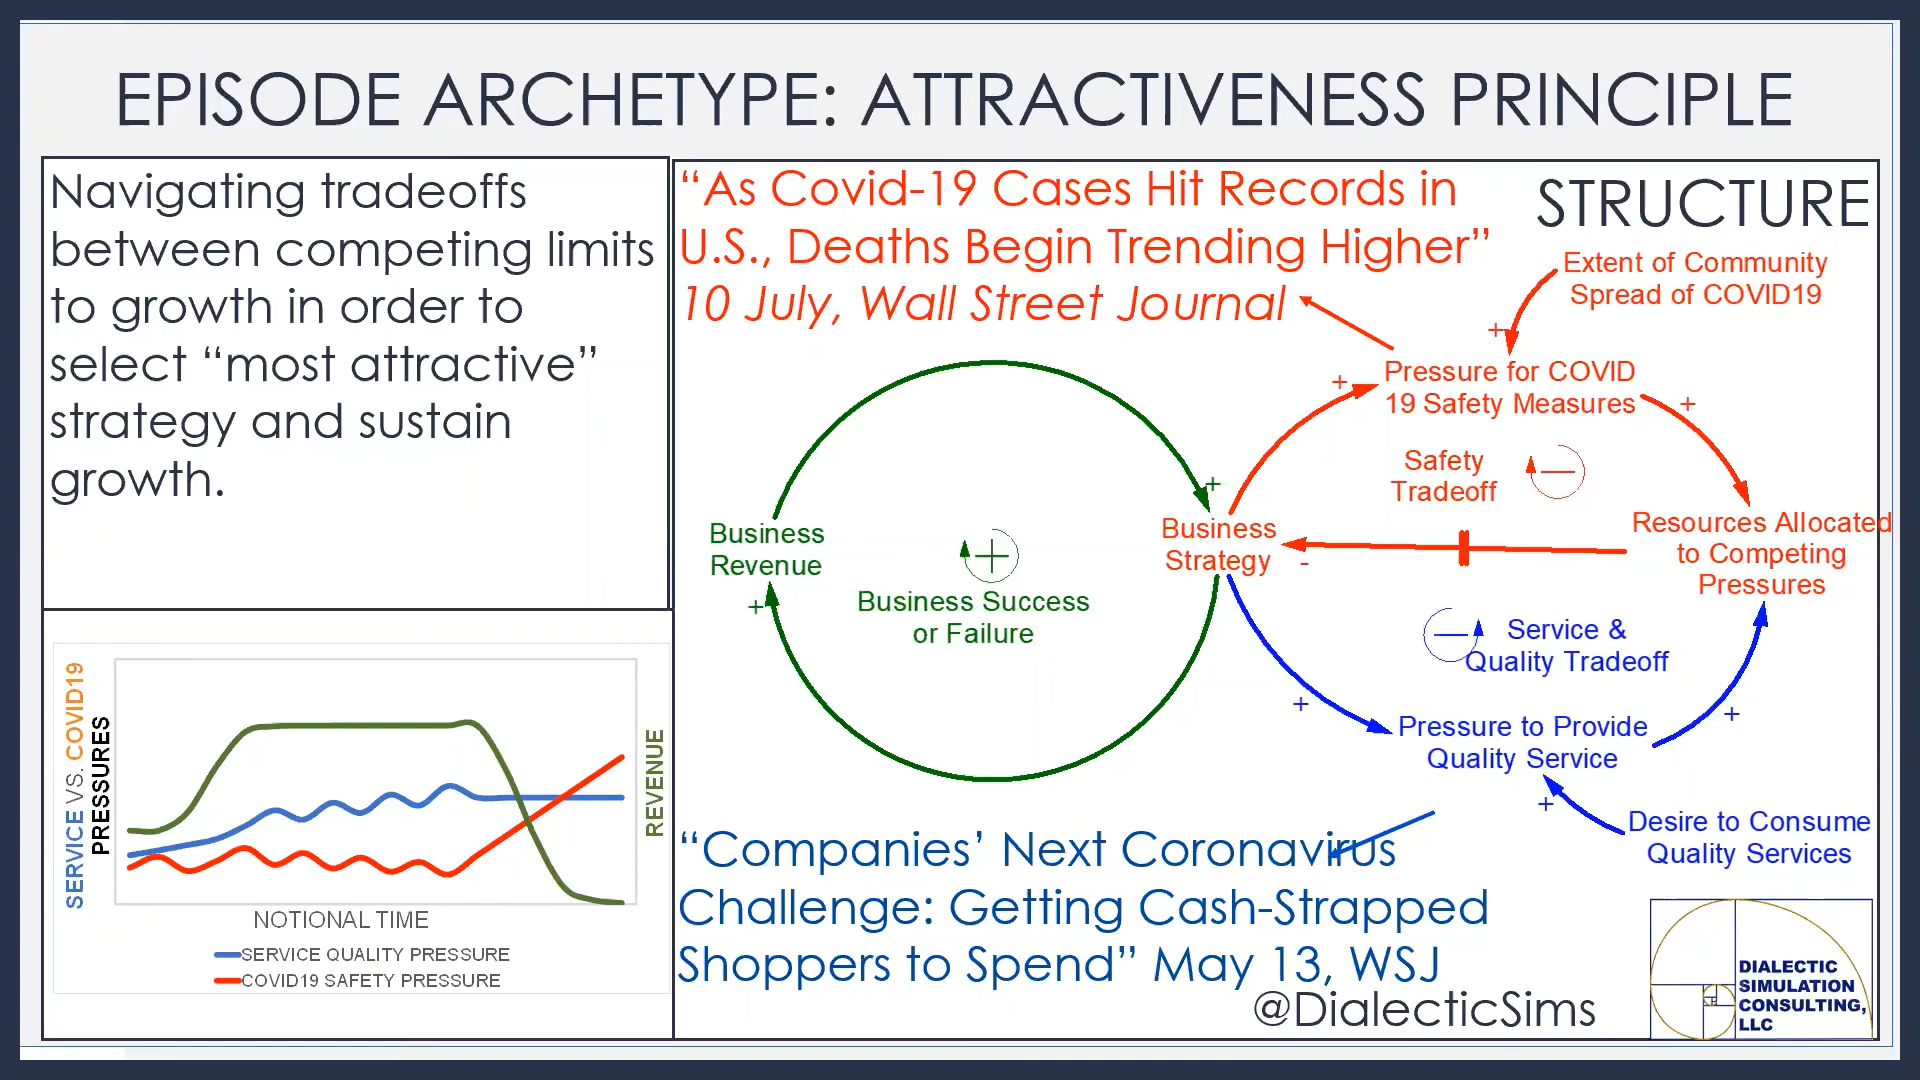 EPISODE ARCHETYPE: ATTRACTIVENESS PRINCIPLE
Navigating tradeoffs
between competing limits
to growth in order to
select “most attractive”
strategy and sustain
growth.
“As Covid-19 Cases Hit Records in
U.S., Deaths Begin Trending Higher”
10 July, Wall Street Journal
STRUCTURE
Extent of Community
Spread of COVID19
+
Pressure for COVID
19 Safety Measures
+
+
Safety
Tradeoff
+
Business
Revenue
+
Business Success
or Failure
Business
Strategy
-
Resources Allocated
to Competing
Pressures
Service &
Quality Tradeoff
+
+
Pressure to Provide
Quality Service
+
Desire to Consume
Quality Services
“Companies’ Next Coronavirus
Challenge: Getting Cash-Strapped
Shoppers to Spend” May 13, WSJ
@DialecticSims
DIALECTIC
SIMULATION
CONSULTING,
LLC
SERVICE VS. COVID19
PRESSURES
REVENUE
NOTIONAL TIME
SERVICE QUALITY PRESSURE
COVID19 SAFETY PRESSURE